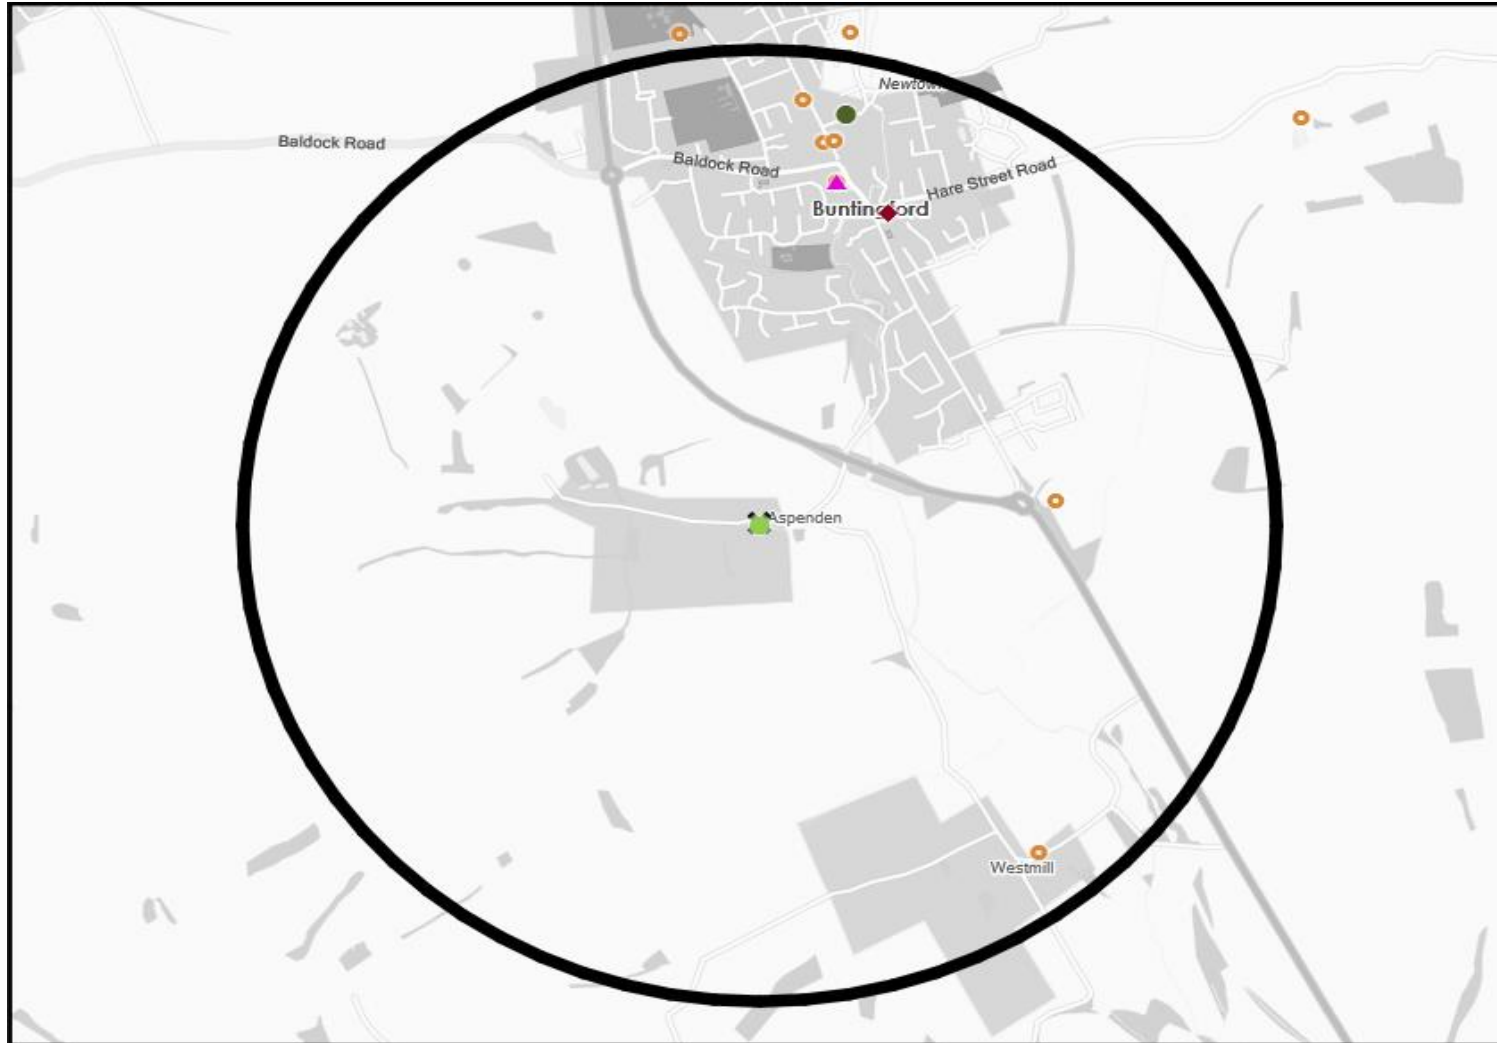 Newtown
Baldock Road
Baldock Road
Hare Street Road
Buntingford
Aspenden
Westmill